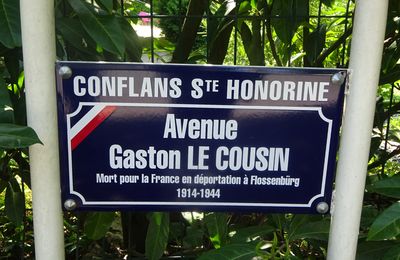 CONFLANS STE HONORINE
Avenue
Gaston LE COUSIN
Mort pour la France en déportation à Flossenbürg
1914-1944